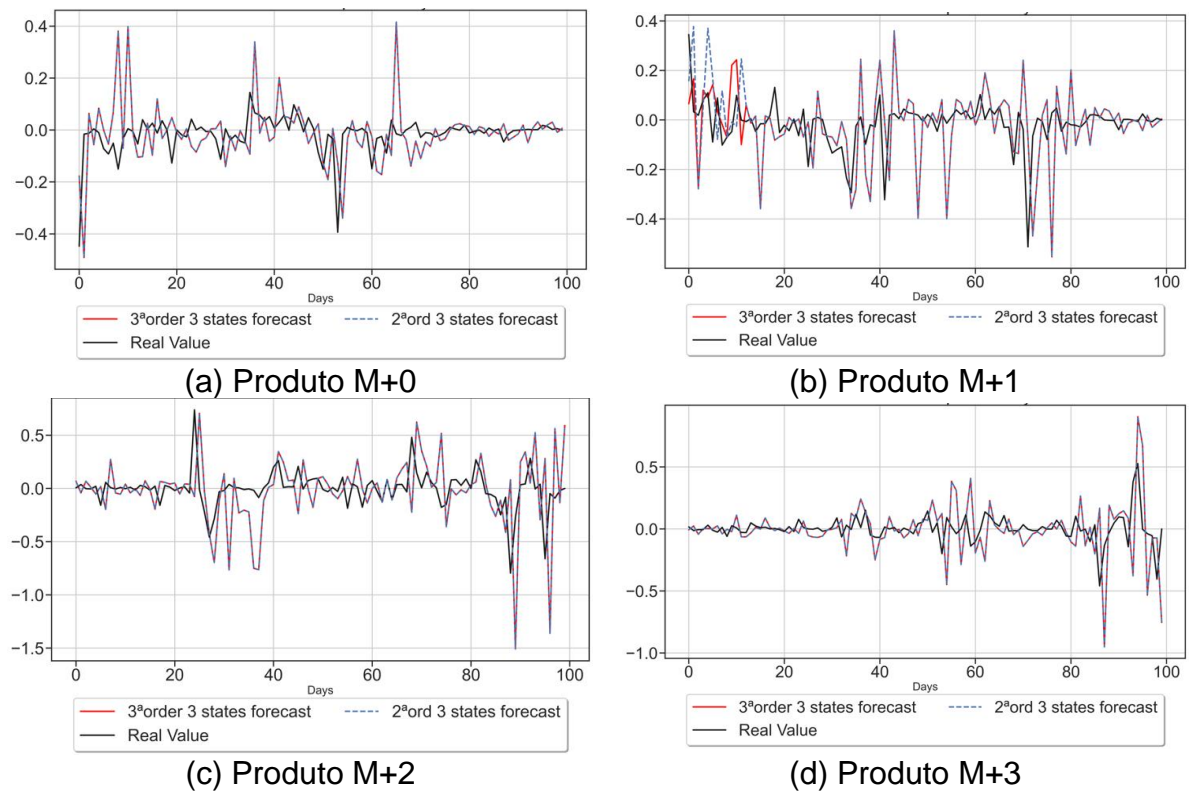 0.4
0.2
0.0
−0.2
−0.4
0 20 40 60 80 100
Days
3ªorder 3 states forecast 2ªord 3 states forecast
Real Value
(a) Produto M+0
0.4
0.2
0.0
−0.2
−0.4
0 20 40 60 80 100
Days
3ªorder 3 states forecast 2ªord 3 states forecast
Real Value
(b) Produto M+1
0.5
0.0
−0.5
−1.0
−1.5
0 20 40 60 80 100
Days
3ªorder 3 states forecast 2ªord 3 states forecast
Real Value
(c) Produto M+2
0.5
0.0
−0.5
−1.0
0 20 40 60 80 100
Days
3ªorder 3 states forecast 2ªord 3 states forecast
Real Value
(d) Produto M+3